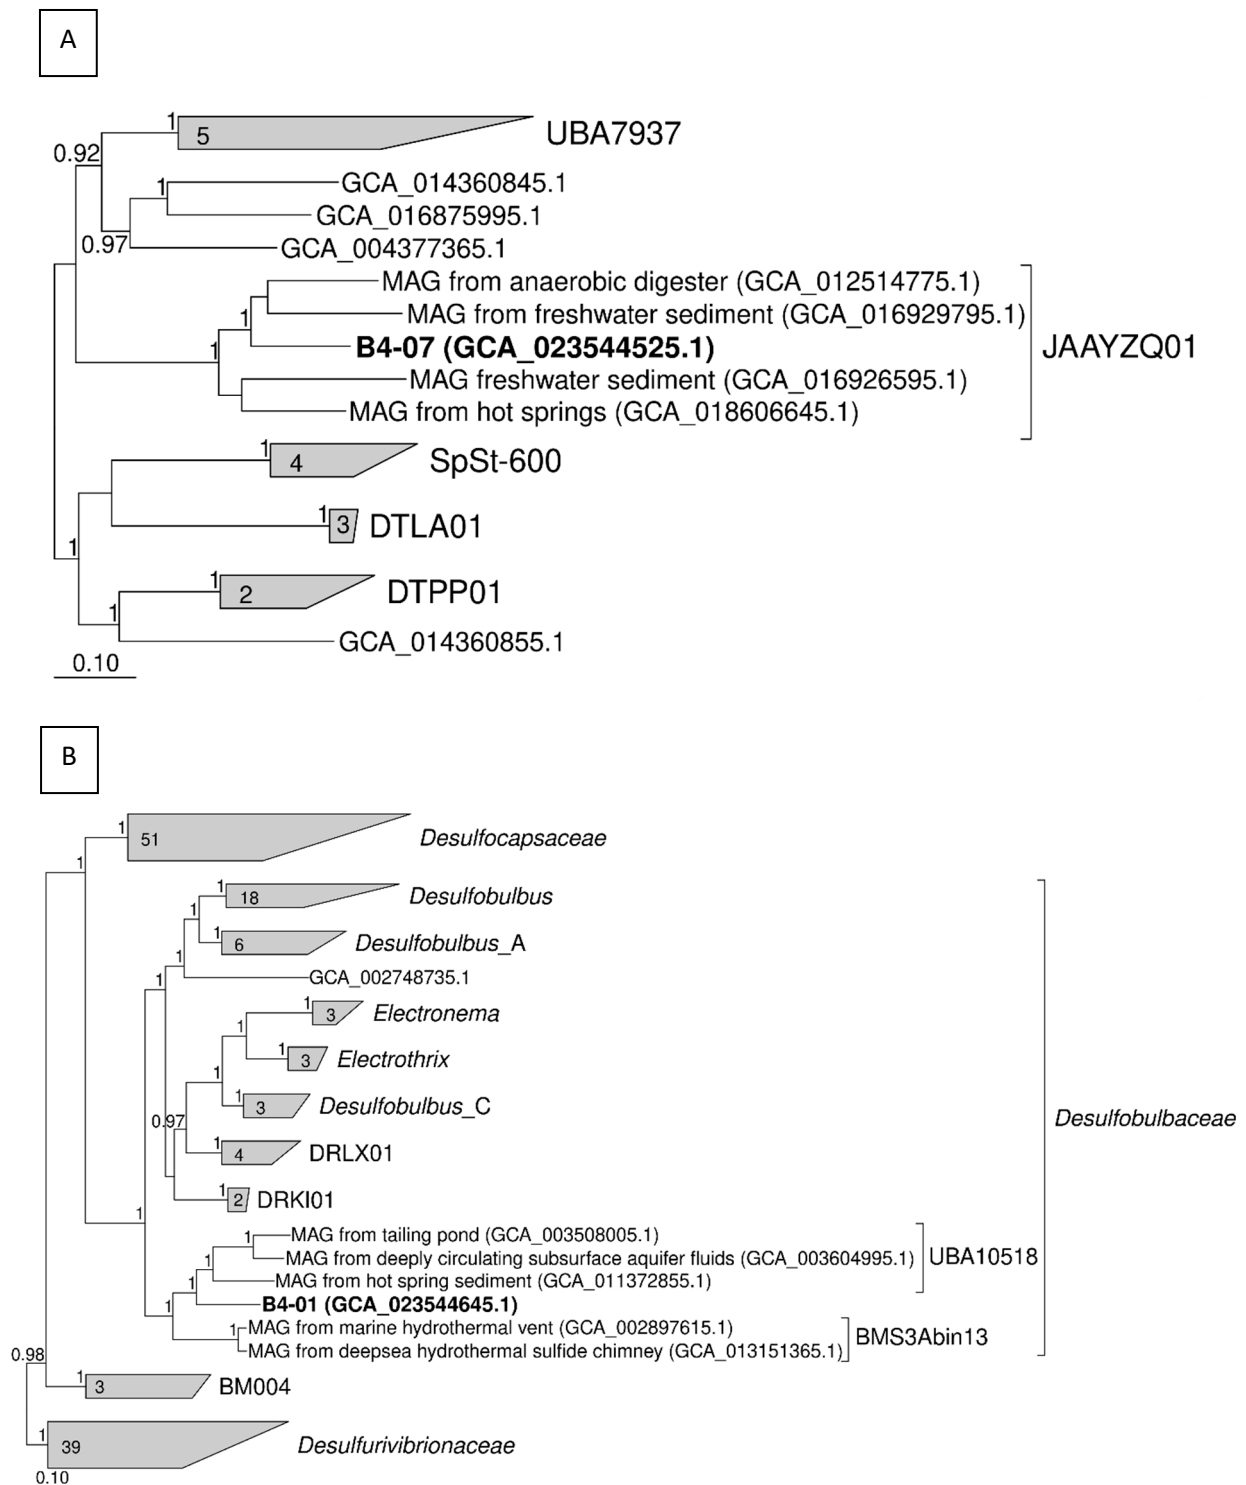 A
1
5
UBA7937
0.92
1
GCA_014360845.1
GCA_016875995.1
0.97
GCA_004377365.1
MAG from anaerobic digester (GCA_012514775.1)
1
MAG from freshwater sediment (GCA_016929795.1)
1
B4-07 (GCA_023544525.1)
JAAYZQ01
MAG freshwater sediment (GCA_016926595.1)
MAG from hot springs (GCA_018606645.1)
1
4
SpSt-600
1
3
DTLA01
1
1
2
DTPP01
1
GCA_014360855.1
0.10
B
1
51
Desulfocapsaceae
1
1
18
Desulfobulbus
1
1
6
Desulfobulbus_A
1
GCA_002748735.1
1
1
3
Electronema
1
1
3
Electrothrix
1
1
3
Desulfobulbus_C
0.97
Desulfobulbaceae
1
4
DRLX01
1
2
DRKI01
1
1
MAG from tailing pond (GCA_003508005.1)
1
MAG from deeply circulating subsurface aquifer fluids (GCA_003604995.1)
UBA10518
1
MAG from hot spring sediment (GCA_011372855.1)
1
B4-01 (GCA_023544645.1)
1
MAG from marine hydrothermal vent (GCA_002897615.1)
BMS3Abin13
MAG from deepsea hydrothermal sulfide chimney (GCA_013151365.1)
0.98
1
3
BM004
1
39
Desulfurivibrionaceae
0.10